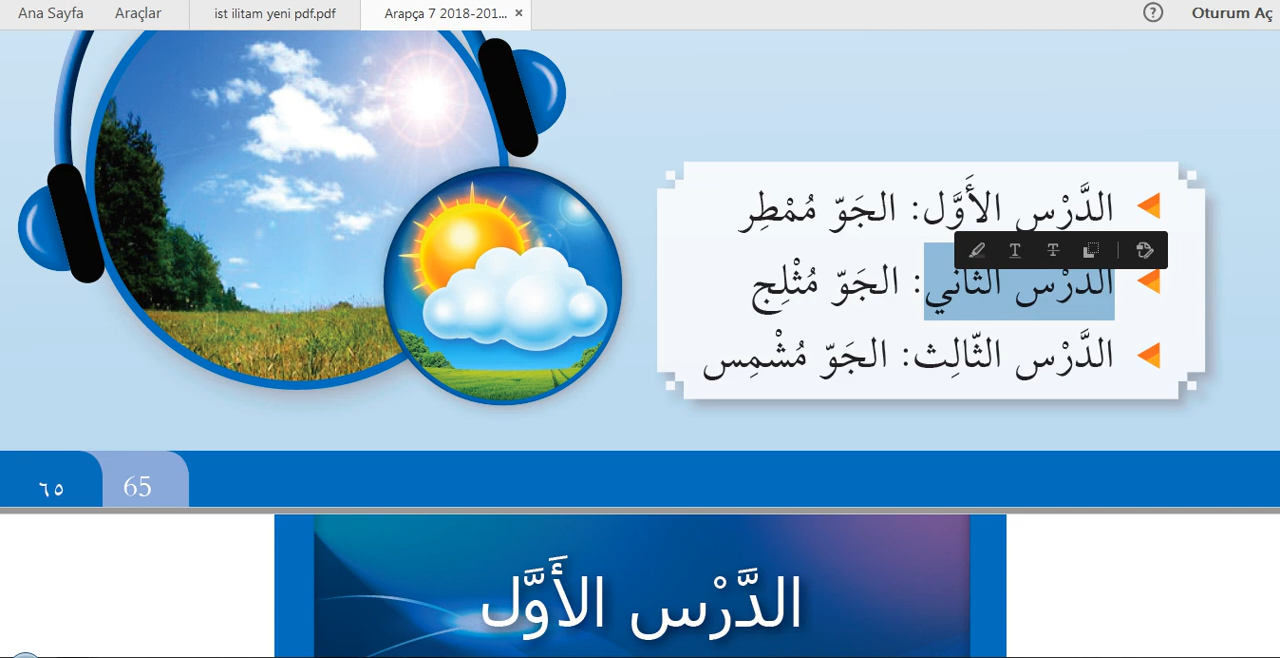 Ana Sayfa Araçlar ist ilitam yeni pdf.pdf Arapça 7 2018-201... × ? Oturum Aç
الدَّرْس الأَوَّل: الجَوّ مُمْطِر
الدرْس الثاني: الجَوّ مُثْلِج
الدَّرْس الثّالِث: الجَوّ مُشْمِس
٦٥ 65
الدَّرْس الأَوَّل